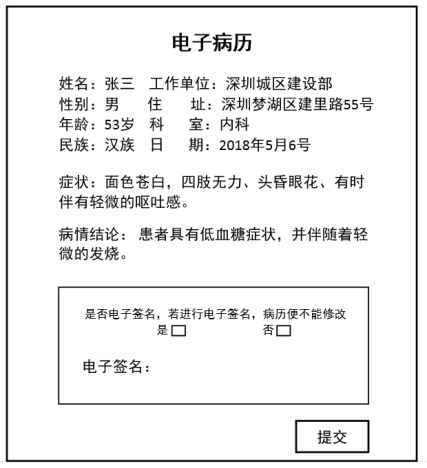 电子病历
姓名：张三 工作单位：深圳城区建设部
性别：男 住 址：深圳梦湖区建里路55号
年龄：53岁 科 室：内科
民族：汉族 日 期：2018年5月6号
症状：面色苍白，四肢无力、头昏眼花、有时
伴有轻微的呕吐感。
病情结论： 患者具有低血糖症状，并伴随着轻
微的发烧。
是否电子签名，若进行电子签名，病历便不能修改
是 否
电子签名：
提交